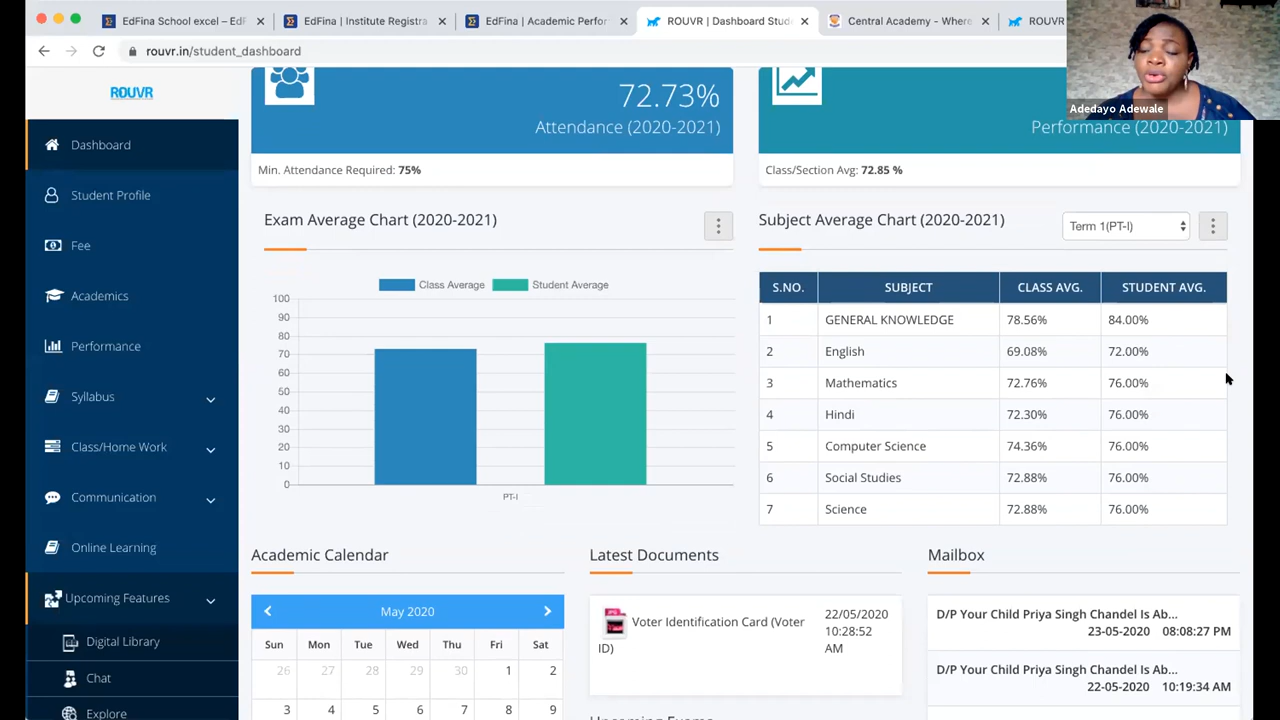 EdFina School excel – EdF
EdFina | Institute Registra
EdFina | Academic Perfor
ROUVR | Dashboard Stud
Central Academy - Where
ROUVR
rouvr.in/student_dashboard
Adedayo Adewale
ROUVR
Dashboard
Student Profile
Fee
Academics
Performance
Syllabus
Class/Home Work
Communication
Online Learning
Upcoming Features
Digital Library
Chat
Explore
72.73%
Attendance (2020-2021)
Min. Attendance Required: 75%
Performance (2020-2021)
Class/Section Avg: 72.85 %
Exam Average Chart (2020-2021)
Class Average
Student Average
100
90
80
70
60
50
40
30
20
10
0
PT-I
Subject Average Chart (2020-2021)
Term 1(PT-I)
S.NO. SUBJECT CLASS AVG. STUDENT AVG.
1 GENERAL KNOWLEDGE 78.56% 84.00%
2 English 69.08% 72.00%
3 Mathematics 72.76% 76.00%
4 Hindi 72.30% 76.00%
5 Computer Science 74.36% 76.00%
6 Social Studies 72.88% 76.00%
7 Science 72.88% 76.00%
Academic Calendar
May 2020
Sun Mon Tue Wed Thu Fri Sat
26 27 28 29 30 1 2
3 4 5 6 7 8 9
Latest Documents
Voter Identification Card (Voter
ID)
22/05/2020
10:28:52
AM
Mailbox
D/P Your Child Priya Singh Chandel Is Ab...
23-05-2020 08:08:27 PM
D/P Your Child Priya Singh Chandel Is Ab...
22-05-2020 10:19:34 AM